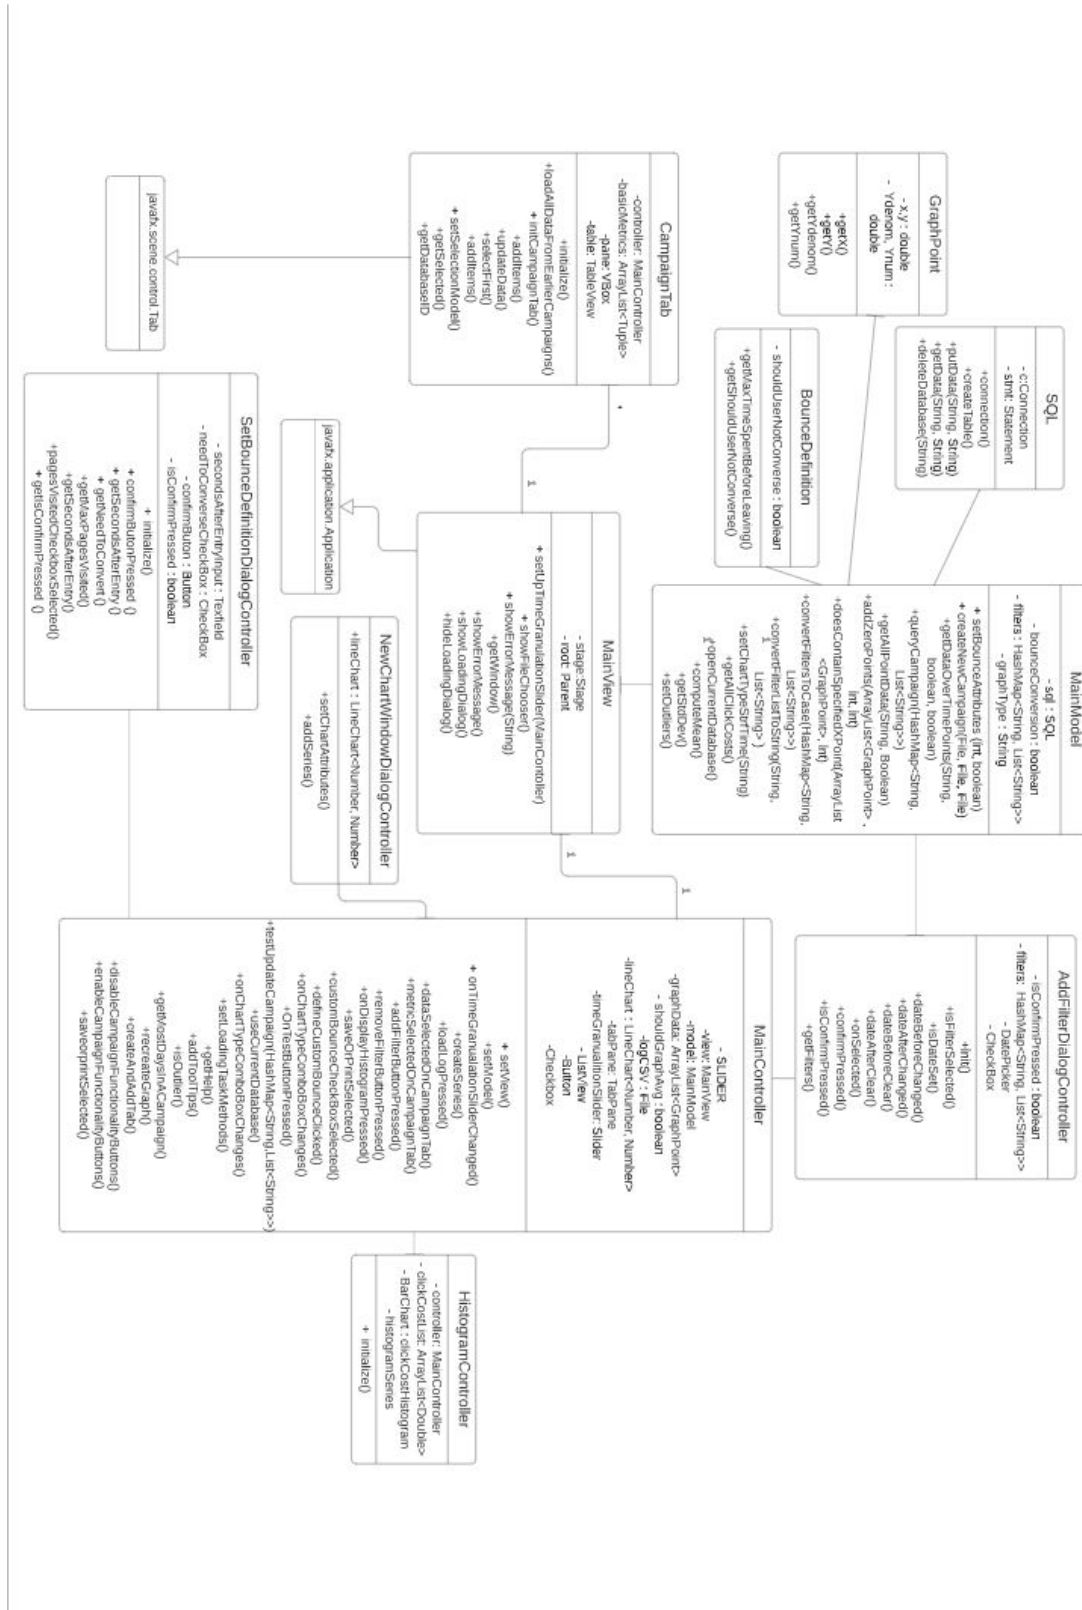 SQL
- c:Connection
- stmt: Statement
+connection()
+createTable()
+putData(String, String)
+getData(String, String)
+deleteDatabase(String)
GraphPoint
- x,y : double
- Ydenom, Ynum :
double
+getX()
+getY()
+getYdenom()
+getYnum()
BounceDefinition
- shouldUserNotConverse : boolean
+getMaxTimeSpentBeforeLeaving()
+getShouldUserNotConverse()
MainModel
- bounceConversion : boolean
- sql : SQL
- filters : HashMap<String, List<String>>
- graphType : String
+ setBounceAttributes (int, boolean)
+ createNewCampaign(File, File, File)
+getDataOverTimePoints(String,
boolean, boolean)
+queryCampaign(HashMap<String,
List<String>>)
+getAllPointData(String, Boolean)
+addZeroPoints(ArrayList<GraphPoint> ,
int, int)
+doesContainSpecifiedXPoint(ArrayList
<GraphPoint>, int)
+convertFiltersToCase(HashMap<String,
List<String>>)
+convertFilterListToString(String,
List<String> )
+setChartTypeStrfTime(String)
+getAllClickCosts()
+openCurrentDatabase()
+computeMean()
+getStdDev()
+setOutliers()
1
AddFilterDialogController
- isConfirmPressed : boolean
- filters: HashMap<String, List<String>>
- DatePicker
- CheckBox
+init()
+isFilterSelected()
+isDateSet()
+dateBeforeChanged()
+dateAfterChanged()
+dateBeforeClear()
+dateAfterClear()
+onSelected()
+confirmPressed()
+isConfirmPressed()
+getFilters()
CampaignTab
-controller: MainController
-basicMetrics: ArrayList<Tuple>
-pane: VBox
-table: TableView
+initialize()
+loadAllDataFromEarlierCampaigns()
+ initCampaignTab()
+addItems()
+updateData()
+selectFirst()
+addItems()
+ setSelectionModel()
+getSelected()
+getDatabaseID
*
1
MainView
- stage:Stage
- root: Parent
+ setUpTimeGranulationSlider(MainContoller)
+ showFileChooser()
+ showErrorMessage(String)
+getWindow()
+showErrorMessage()
+showLoadingDialog()
+hideLoadingDialog()
1
1
MainController
- SLIDER
-view: MainView
-model: MainModel
-graphData: ArrayList<GraphPoint>
- shouldGraphAvg : boolean
-logCSV : File
-lineChart : LineChart<Number, Number>
-tabPane: TabPane
-timeGranualitionSlider: Slider
- ListView
-Button
-Checkbox
+ setView()
+setModel()
+ onTimeGranualationSliderChanged()
+createSeries()
+loadLogPressed()
+dataSelectedOnCampaignTab()
+metricSelectedOnCampaignTab()
+addFilterButtonPressed()
+removeFilterButtonPressed()
+onDisplayHistogramPressed()
+saveOrPrintSelected()
+customBounceCheckBoxSelected()
+defineCustomBounceClicked()
+onChartTypeComboBoxChanges()
+OnTestButtonPressed()
+testUpdateCampaign(HashMap<String,List<String>>)
+useCurrentDatabase()
+onChartTypeComboBoxChanges()
+setLoadingTaskMethods()
+getHelp()
+addToolTips()
+isOutlier()
+getMostDaysInACampaign()
+recreateGraph()
+createAndAddTab()
+disableCampaignFunctionalityButtons()
+enableCampaignFunctionalityButtons()
+saveorprintSelected()
HistogramController
- controller: MainController
- clickCostList: ArrayList<Double>
- BarChart : clickCostHistogram
- histogramSeries
+ initialize()
javafx.application.Application
NewChartWindowDialogController
+lineChart : LineChart<Number, Number>
+setChartAttributes()
+addSeries()
javafx.scene.control.Tab
SetBounceDefinitionDialogController
- secondsAfterEntryInput : Texfield
- needToConverseCheckBox : CheckBox
- confirmButon : Button
- isConfirmPressed : boolean
+ initialize()
+ confirmButonPressed ()
+ getSecondsAfterEntry ()
+ getNeedToConvert ()
+getMaxPagesVisited()
+getSecondsAfterEntry()
+pagesVisitedCheckboxSelected()
+ getIsConfirmPressed ()